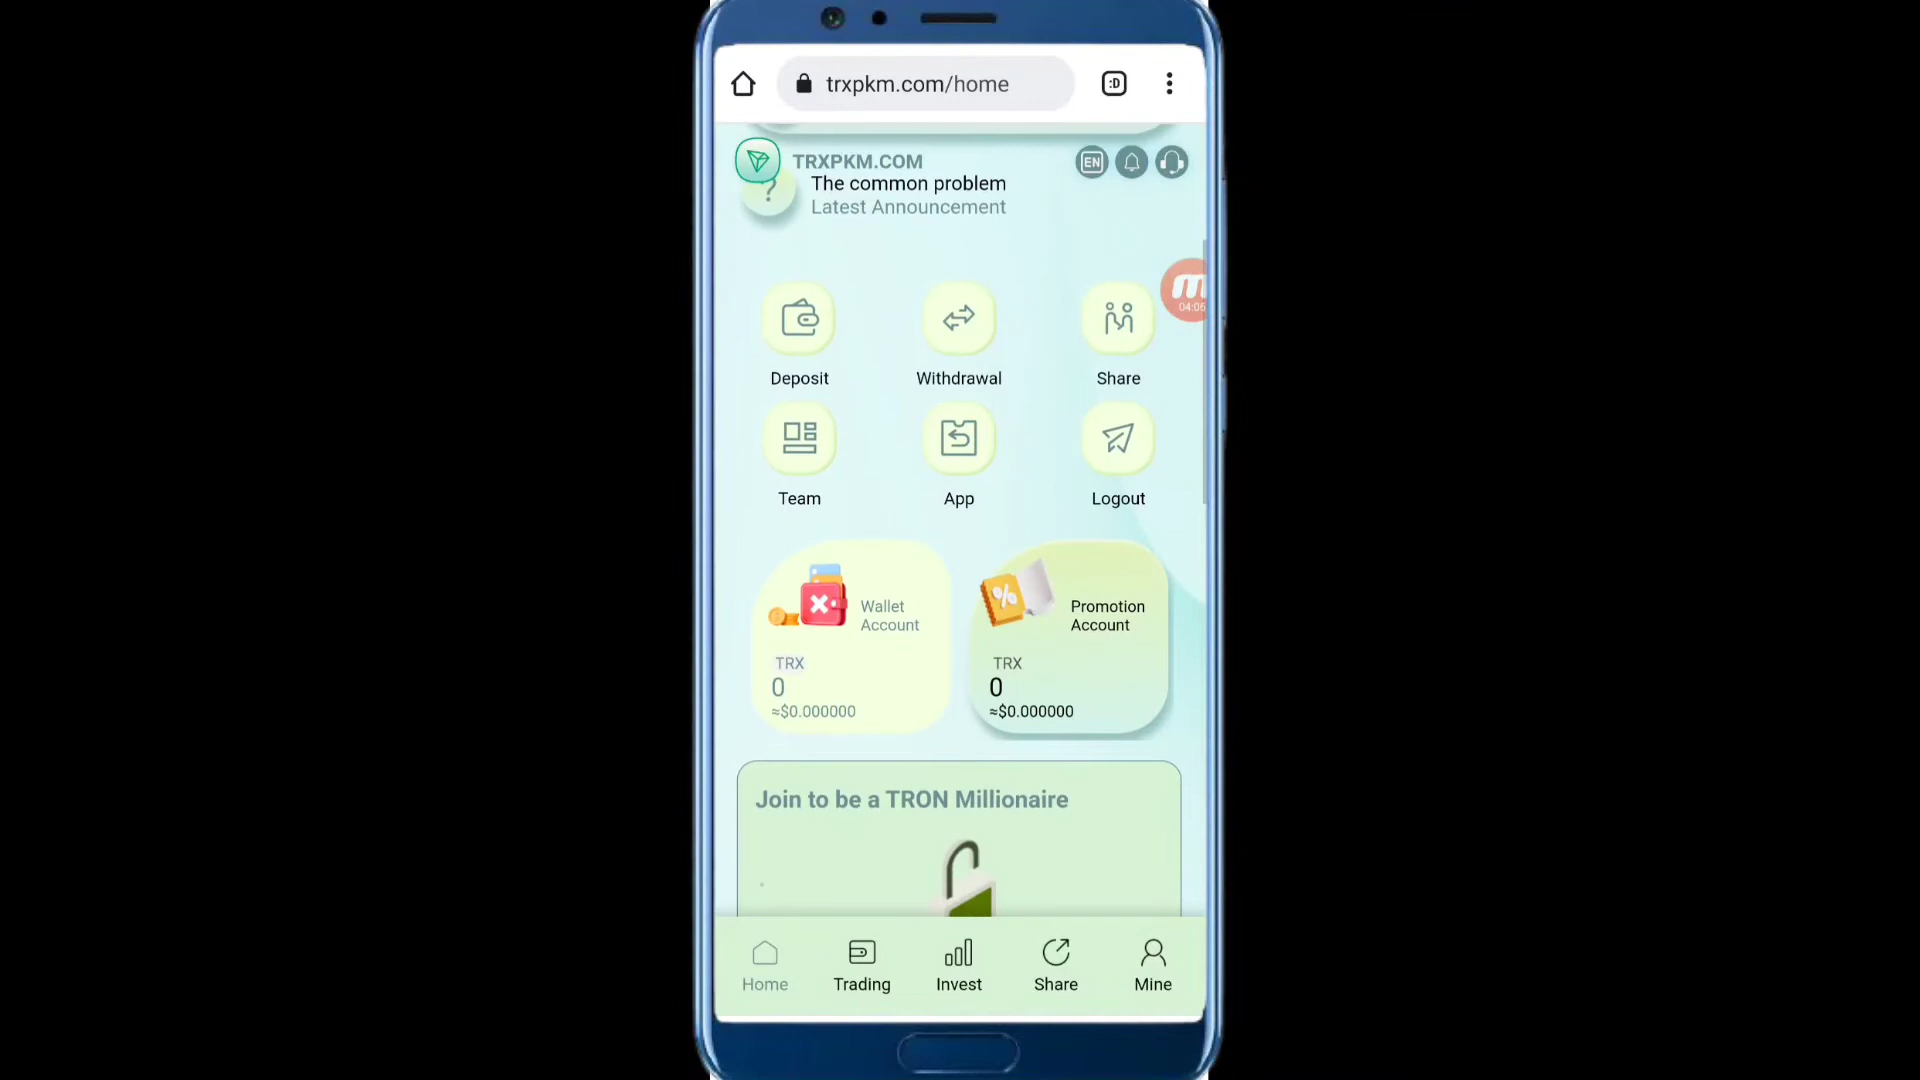 trxpkm.com/home
:D
TRXPKM.COM
EN
?
The common problem
Latest Announcement
04:06
Deposit
Withdrawal
Share
Team
App
Logout
Wallet
Account
TRX
0
≈$0.000000
%
Promotion
Account
TRX
0
≈$0.000000
Join to be a TRON Millionaire
Home
Trading
Invest
Share
Mine